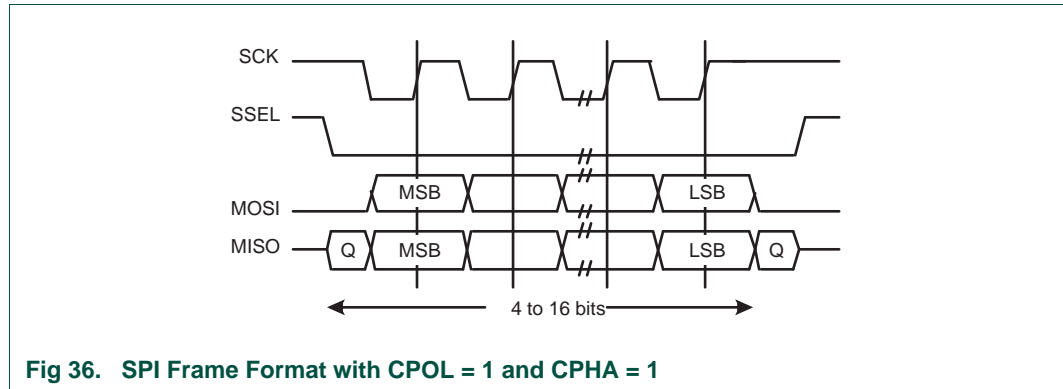 SCK
SSEL
MSB LSB
MOSI
MISO Q MSB LSB Q
4 to 16 bits
Fig 36. SPI Frame Format with CPOL = 1 and CPHA = 1